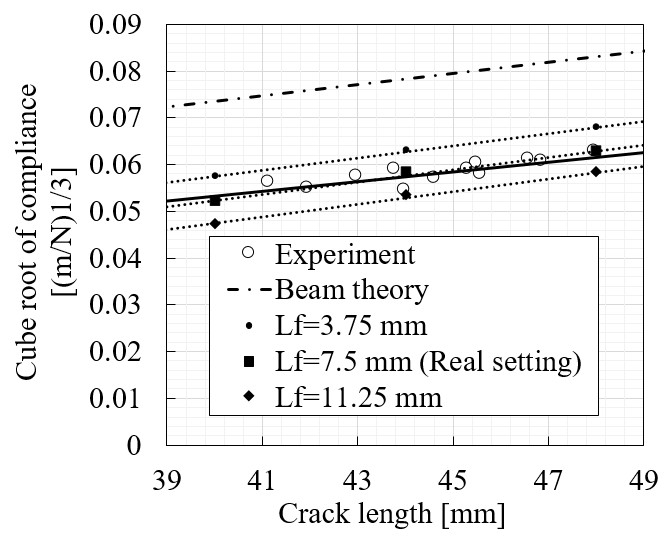 0.09
0.08
0.07
0.06
0.05
0.04
0.03
0.02
0.01
0
Cube root of compliance
[(m/N)1/3]
Experiment
Beam theory
Lf=3.75 mm
Lf=7.5 mm (Real setting)
Lf=11.25 mm
39 41 43 45 47 49
Crack length [mm]